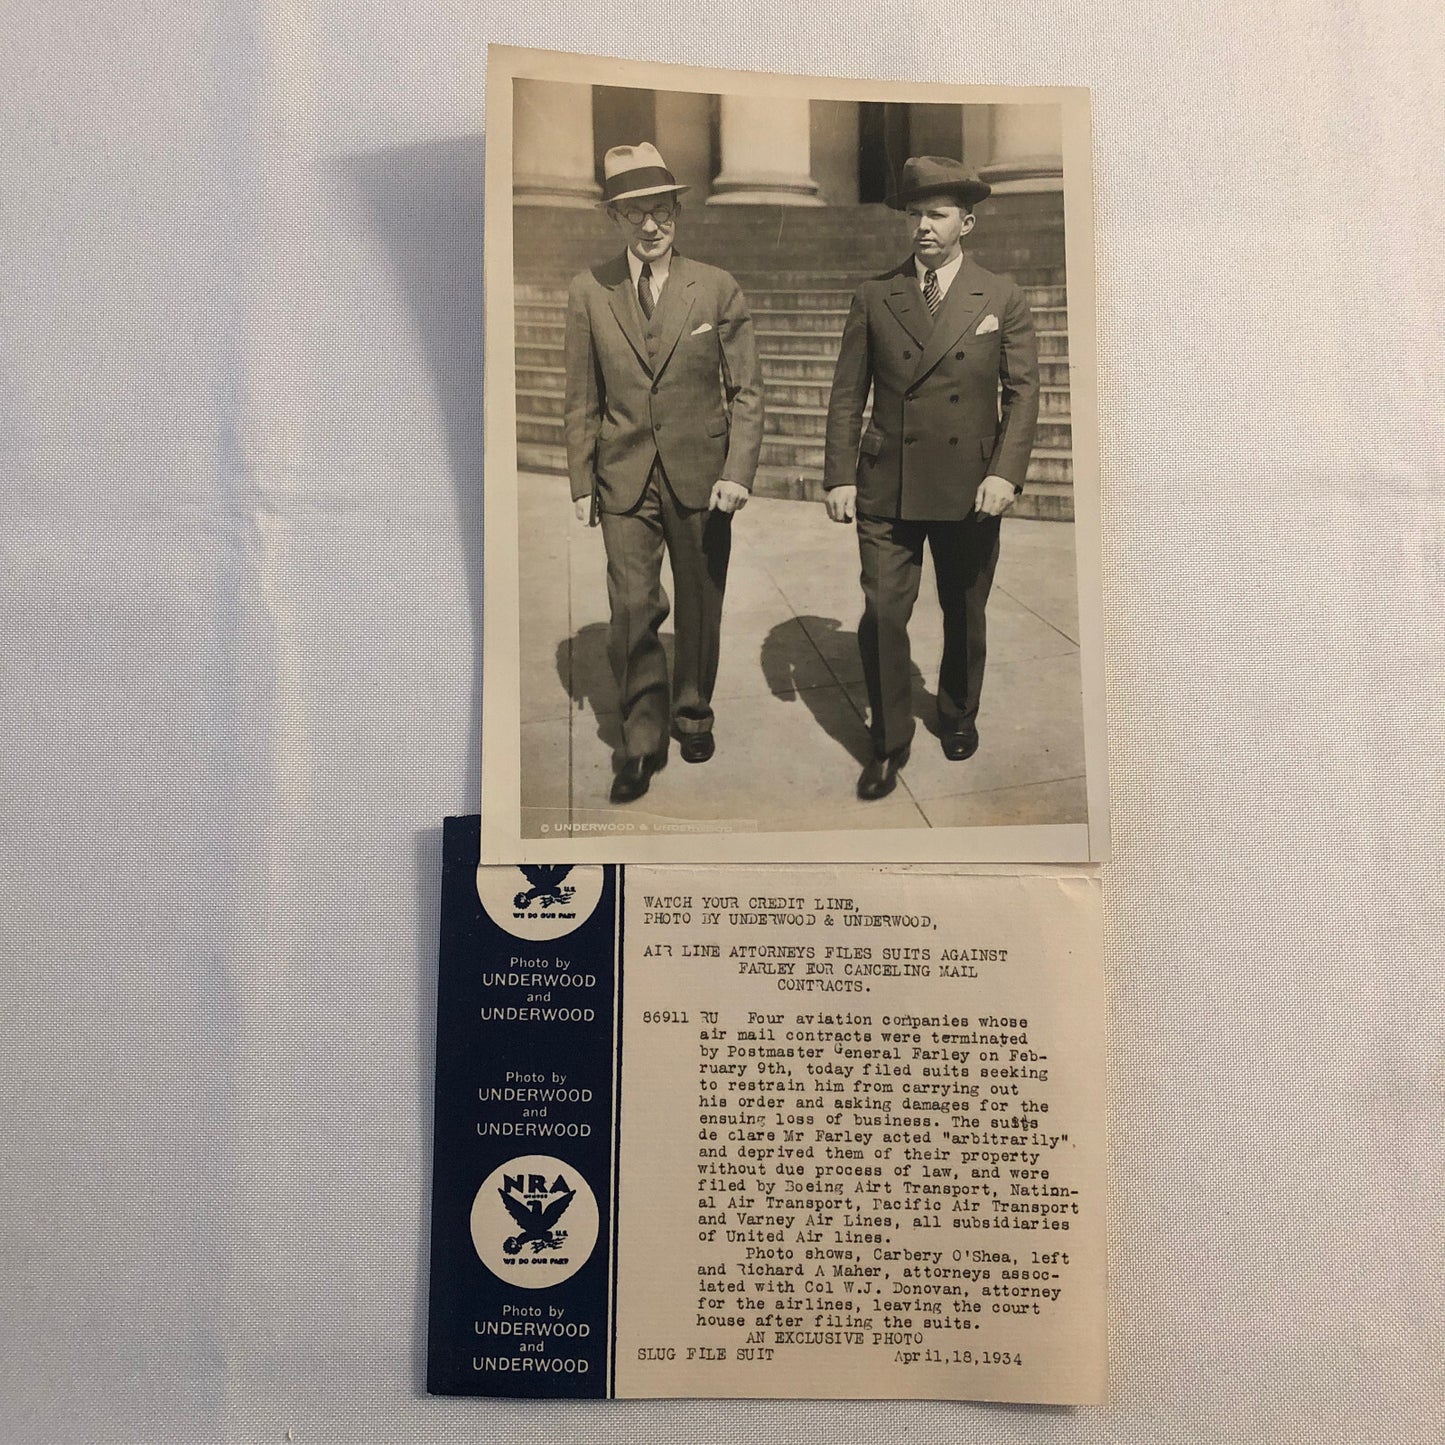 © UNDERWOOD & UNDERWOOD
U.S.
WE DO OUR PART
Photo by
UNDERWOOD
and
UNDERWOOD
Photo by
UNDERWOOD
and
UNDERWOOD
NRA
MEMBER
U.S.
WE DO OUR PART
Photo by
UNDERWOOD
and
UNDERWOOD
WATCH YOUR CREDIT LINE,
PHOTO BY UNDERWOOD & UNDERWOOD,
AIR LINE ATTORNEYS FILES SUITS AGAINST
FARLEY FOR CANCELING MAIL
CONTRACTS.
86911 RU Four aviation companies whose
air mail contracts were terminated
by Postmaster General Farley on Feb-
ruary 9th, today filed suits seeking
to restrain him from carrying out
his order and asking damages for the
ensuing loss of business. The suits
de clare Mr Farley acted "arbitrarily",
and deprived them of their property
without due process of law, and were
filed by Boeing Airt Transport, Nation-
al Air Transport, Pacific Air Transport
and Varney Air Lines, all subsidiaries
of United Air lines.
Photo shows, Carbery O'Shea, left
and Richard A Maher, attorneys assoc-
iated with Col W.J. Donovan, attorney
for the airlines, leaving the court
house after filing the suits.
AN EXCLUSIVE PHOTO
SLUG FILE SUIT April,18,1934